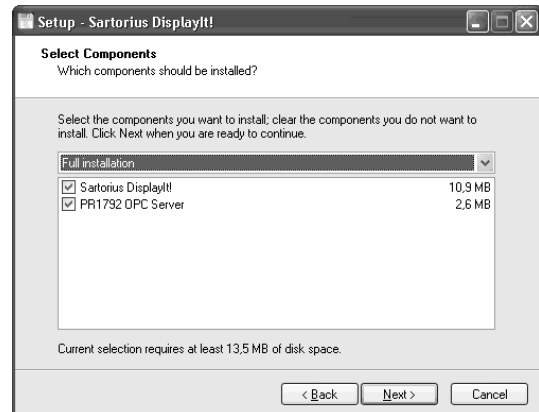 Setup - Sartorius DisplayIt!
Select Components
Which components should be installed?
Select the components you want to install; clear the components you do not want to
install. Click Next when you are ready to continue.
Full installation
Sartorius DisplayIt! 10,9 MB
PR1792 OPC Server 2,6 MB
Current selection requires at least 13,5 MB of disk space.
< Back Next > Cancel